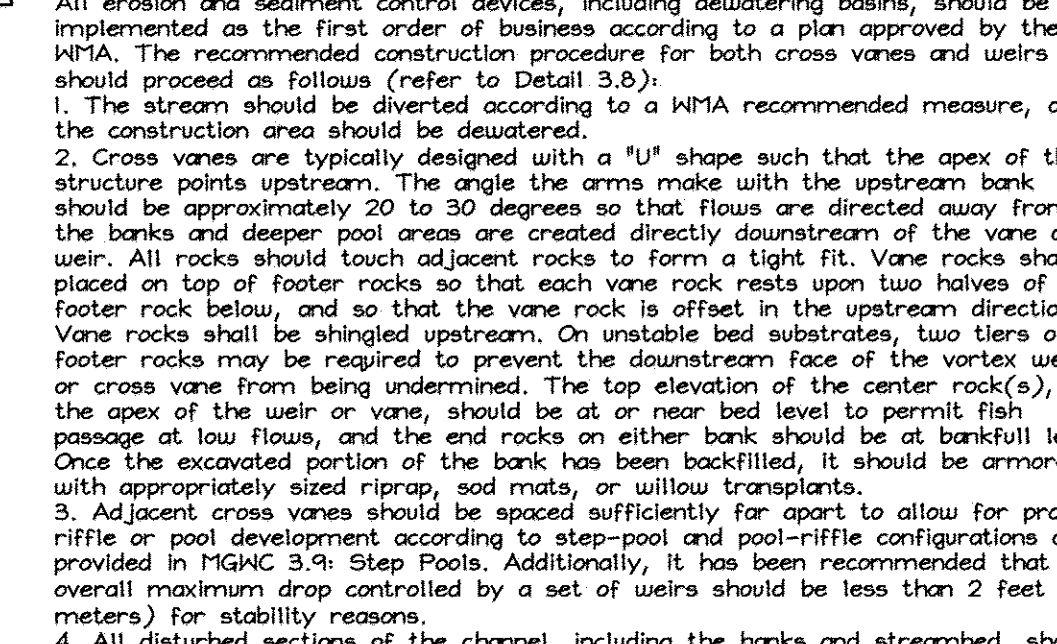 All erosion and sediment control devices, including dewatering basins, should be
implemented as the first order of business according to a plan approved by the
WMA. The recommended construction procedure for both cross vanes and weirs
should proceed as follows (refer to Detail 3.8):
1. The stream should be diverted according to a WMA recommended measure,
the construction area should be dewatered.
2. Cross vanes are typically designed with a "U" shape such that the apex of
structure points upstream. The angle the arms make with the upstream bank
should be approximately 20 to 30 degrees so that flows are directed away from
the banks and deeper pool areas are created directly downstream of the vane
weir. All rocks should touch adjacent rocks to form a tight fit. Vane rocks
placed on top of footer rocks so that each vane rock rests upon two halves of
footer rock below, and so that the vane rock is offset in the upstream
Vane rocks shall be shingled upstream. On unstable bed substrates, two tiers
footer rocks may be required to prevent the downstream face of the vortex
or cross vane from being undermined. The top elevation of the center rock(s),
the apex of the weir or vane, should be at or near bed level to permit fish
passage at low flows, and the end rocks on either bank should be at bankfull
Once the excavated portion of the bank has been backfilled, it should be
with appropriately sized riprap, sod mats, or willow transplants.
3. Adjacent cross vanes should be spaced sufficiently far apart to allow for
riffle or pool development according to step-pool and pool-riffle configurations
provided in MGWC 3.9: Step Pools. Additionally, it has been recommended that
overall maximum drop controlled by a set of weirs should be less than 2 feet
meters) for stability reasons.
4. All disturbed sections of the channel, including the banks and streambed,